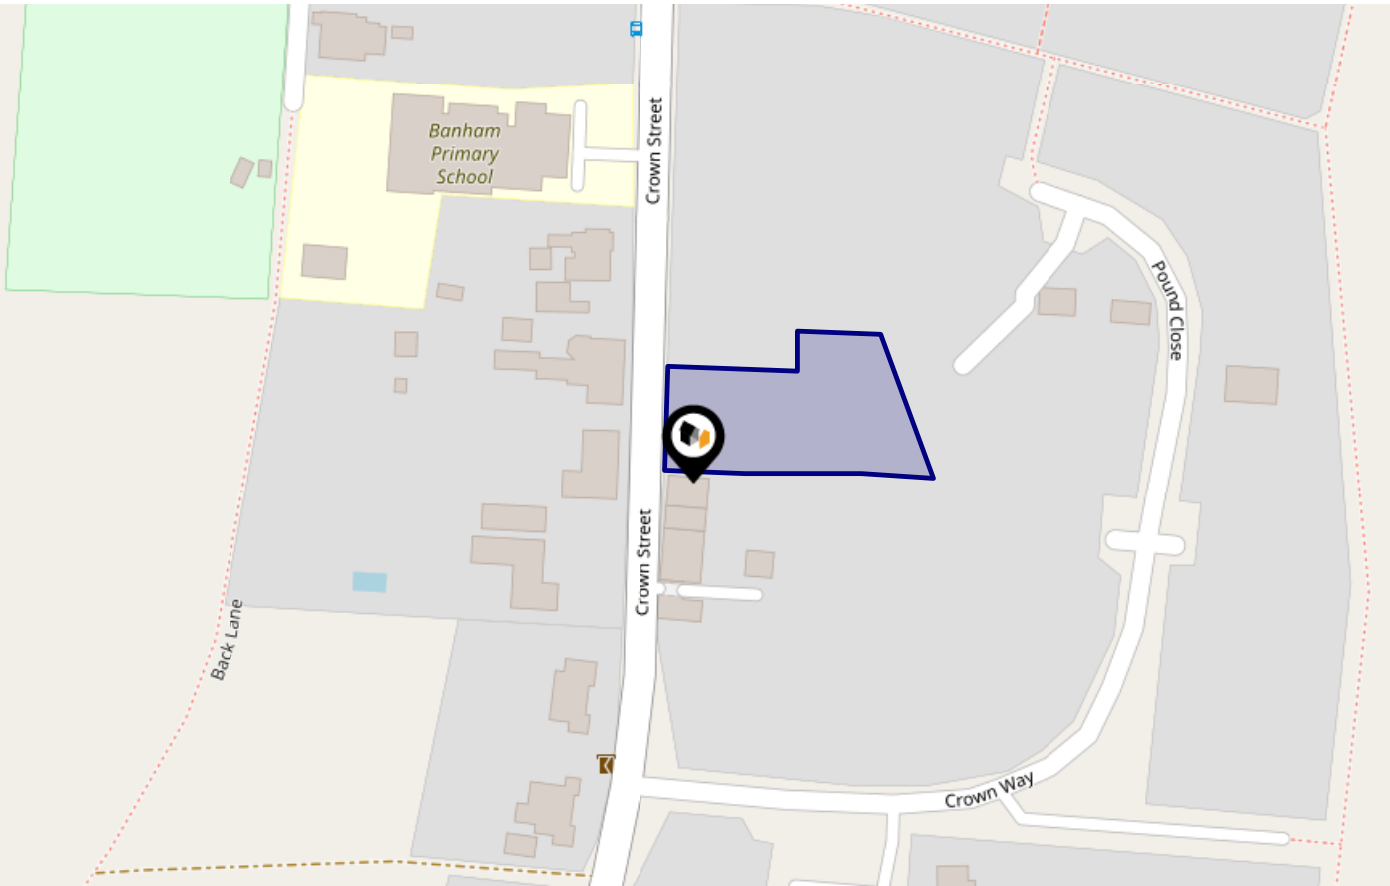 Crown Street
Banham
Primary
School
Pound Close
Crown Street
Back Lane
Crown Way